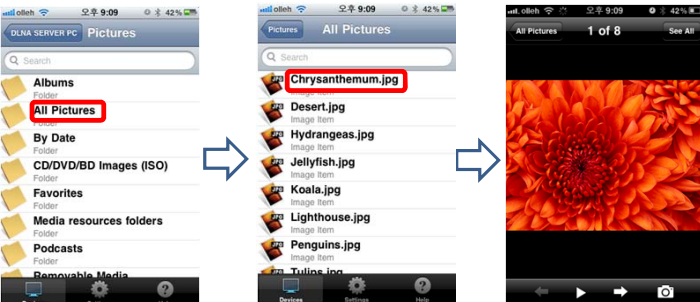 olleh 오후 9:09 42%
DLNA SERVER PC Pictures
Search
Albums
Folder
All Pictures
Folder
By Date
Folder
CD/DVD/BD Images (ISO)
Folder
Favorites
Folder
Media resources folders
Folder
Podcasts
Folder
Removable Media
olleh 오후 9:09 42%
Pictures All Pictures
Search
Chrysanthemum.jpg
Image Item
Desert.jpg
Image Item
Hydrangeas.jpg
Image Item
Jellyfish.jpg
Image Item
Koala.jpg
Image Item
Lighthouse.jpg
Image Item
Penguins.jpg
Image Item
Tulips.jpg
Devices Settings Help
olleh 오후 9:09 42%
All Pictures 1 of 8 See All